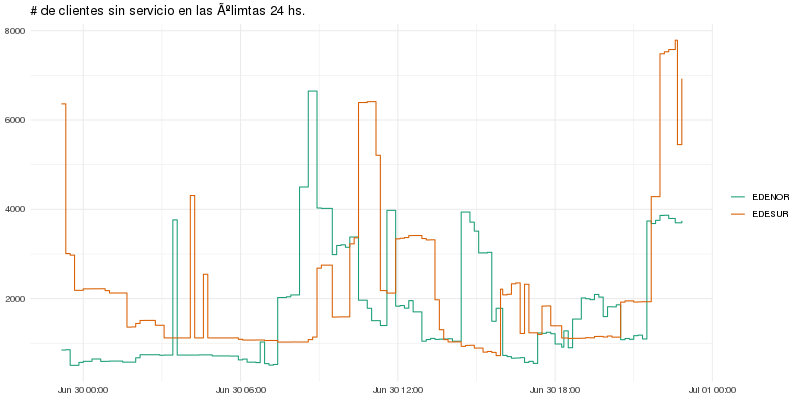 # de clientes sin servicio en las Ãºlimtas 24 hs.
8000
6000
4000
2000
Jun 30 00:00
Jun 30 06:00
Jun 30 12:00
Jun 30 18:00
Jul 01 00:00
EDENOR
EDESUR